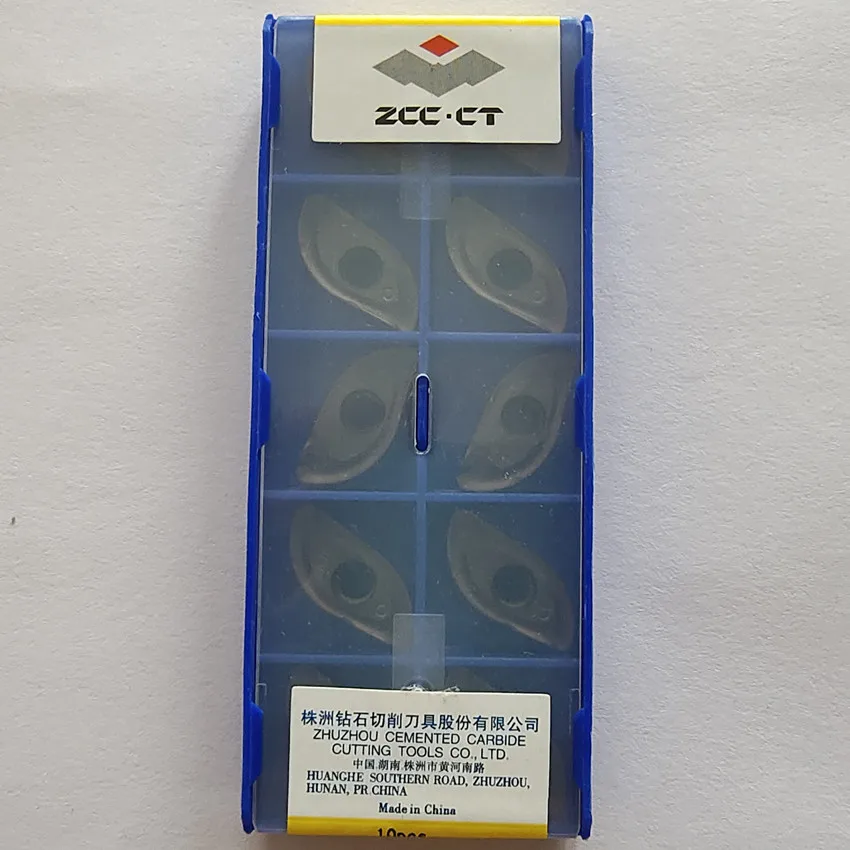 ZCC·CT
株洲钻石切削刀具股份有限公司
ZHUZHOU CEMENTED CARBIDE
CUTTING TOOLS CO.,LTD.
中国.湖南.株洲市黄河南路
HUANGHE SOUTHERN ROAD, ZHUZHOU,
HUNAN, PR.CHINA
Made in China